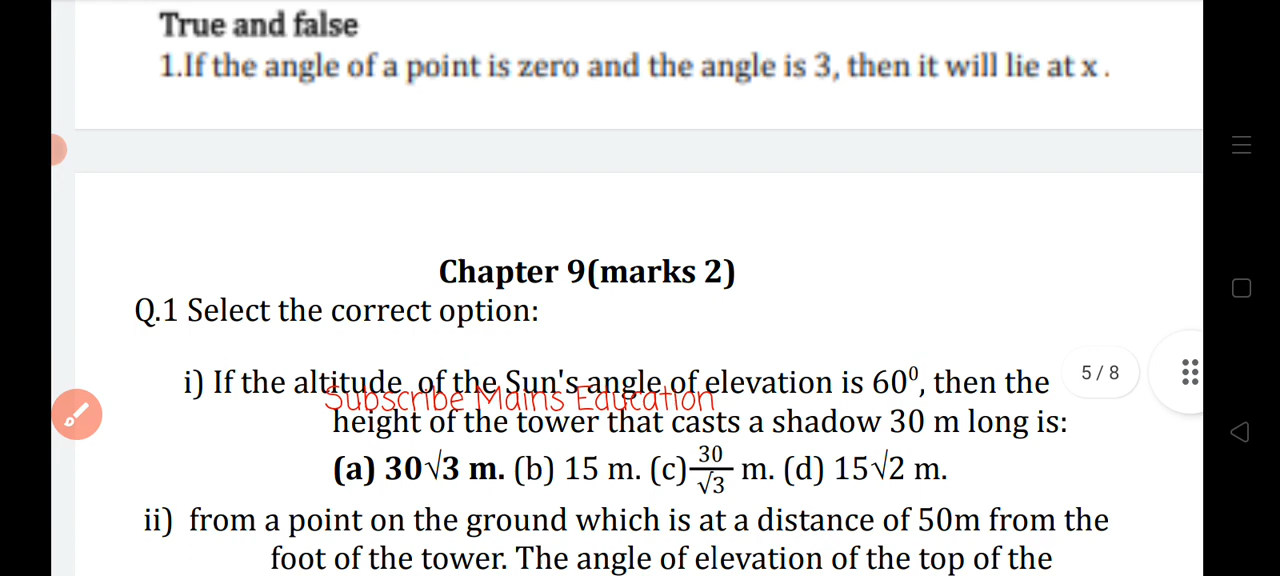 True and false
1.If the angle of a point is zero and the angle is 3, then it will lie at x .
Chapter 9(marks 2)
Q.1 Select the correct option:
i) If the altitude of the Sun's angle of elevation is 60⁰, then the
5 / 8
Subscribe Mains Education
height of the tower that casts a shadow 30 m long is:
(a) 30√3 m. (b) 15 m. (c) 30/√3 m. (d) 15√2 m.
ii) from a point on the ground which is at a distance of 50m from the
foot of the tower. The angle of elevation of the top of the